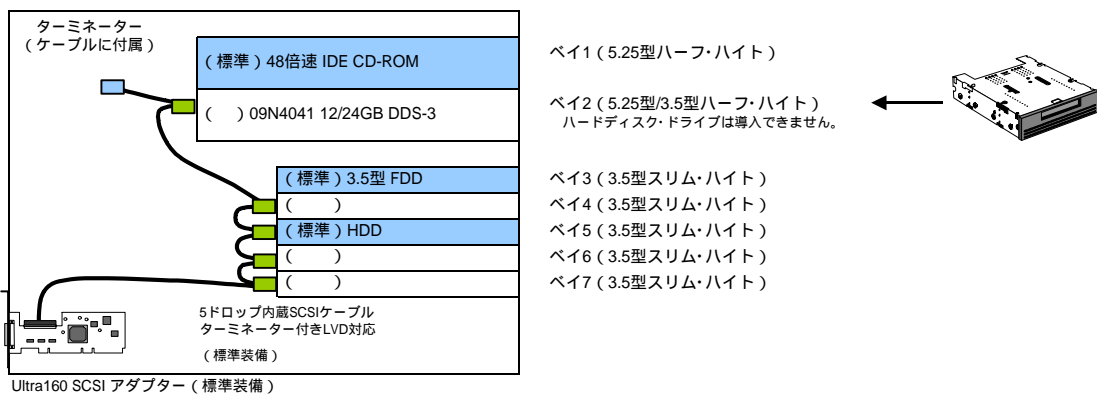 ターミネーター
（ケーブルに付属）
（標準）48倍速 IDE CD-ROM
（　）09N4041 12/24GB DDS-3
（標準）3.5型 FDD
（　）
（標準）HDD
（　）
（　）
5ドロップ内蔵SCSIケーブル
ターミネーター付きLVD対応
（標準装備）
Ultra160 SCSI アダプター（標準装備）
ベイ1（5.25型ハーフ・ハイト）
ベイ2（5.25型/3.5型ハーフ・ハイト）
ハードディスク・ドライブは導入できません。
ベイ3（3.5型スリム・ハイト）
ベイ4（3.5型スリム・ハイト）
ベイ5（3.5型スリム・ハイト）
ベイ6（3.5型スリム・ハイト）
ベイ7（3.5型スリム・ハイト）